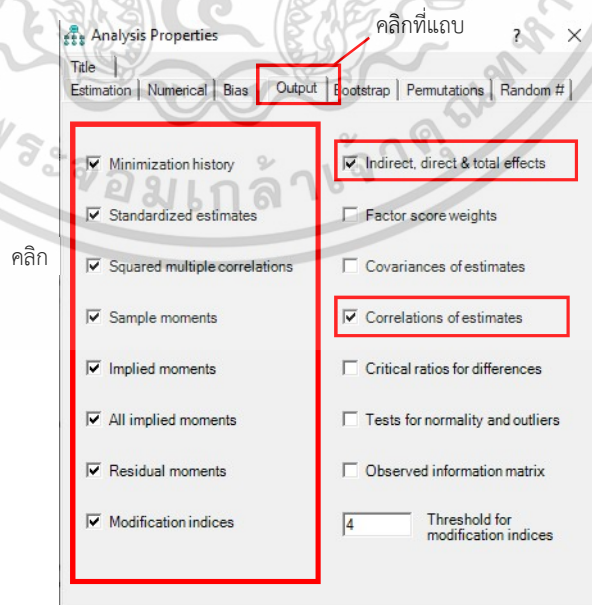 คลิกที่แถบ
Analysis Properties ? ×
Title
Estimation Numerical Bias Output Bootstrap Permutations Random #
Minimization history
Indirect, direct & total effects
Standardized estimates
Factor score weights
คลิก
Squared multiple correlations
Covariances of estimates
Sample moments
Correlations of estimates
Implied moments
Critical ratios for differences
All implied moments
Tests for normality and outliers
Residual moments
Observed information matrix
Modification indices
4
Threshold for
modification indices